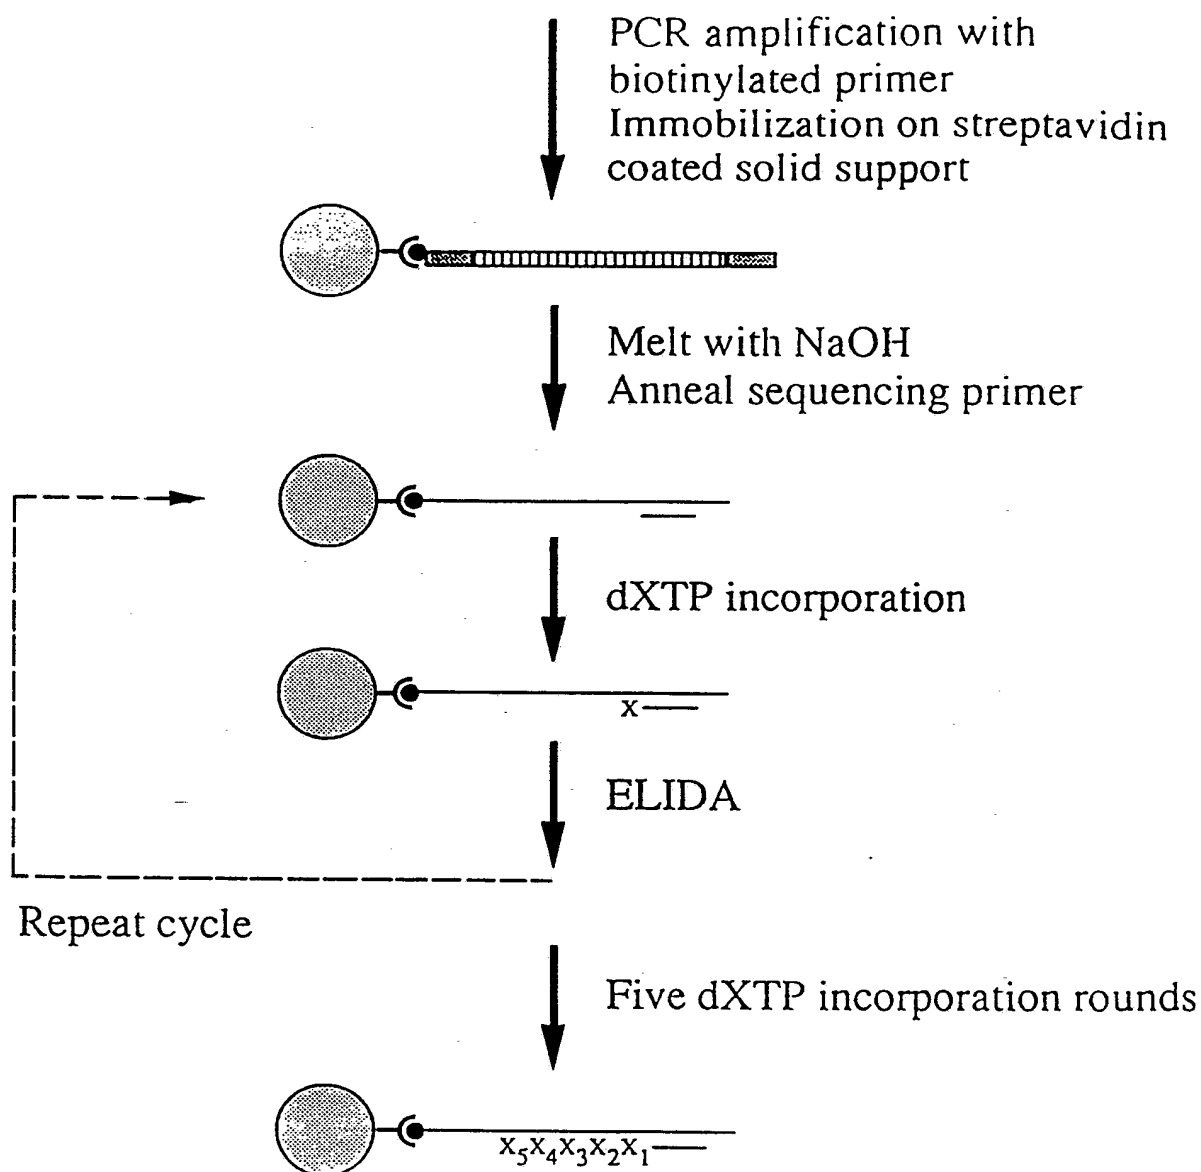 PCR amplification with
biotinylated primer
Immobilization on streptavidin
coated solid support
Melt with NaOH
Anneal sequencing primer
dXTP incorporation
x
ELIDA
Repeat cycle
Five dXTP incorporation rounds
X₅X₄X₃X₂X₁